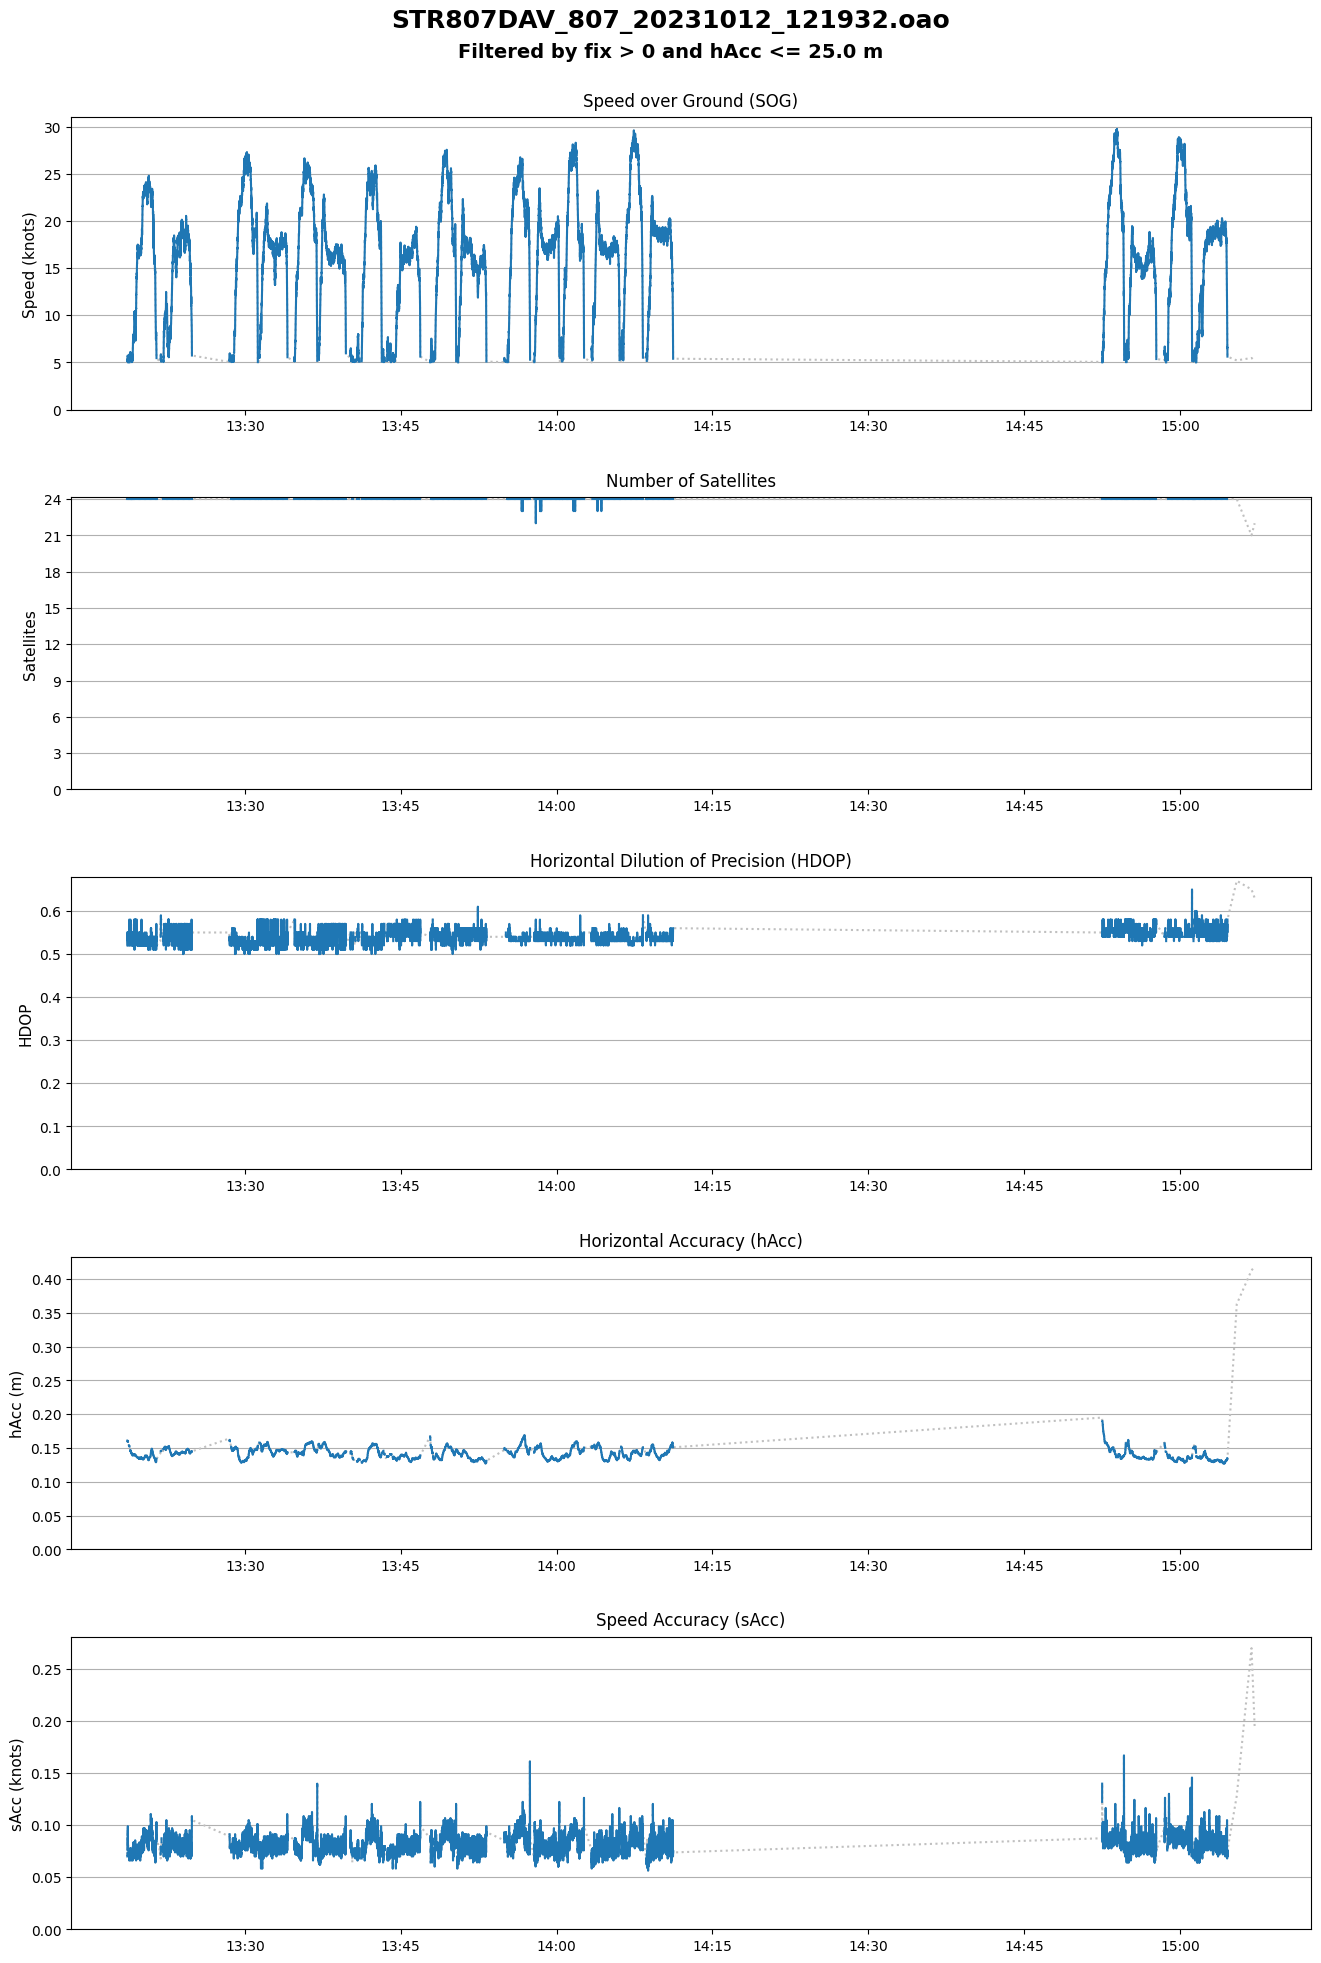 STR807DAV_807_20231012_121932.oao
Filtered by fix > 0 and hAcc <= 25.0 m
Speed over Ground (SOG)
Speed (knots)
30
25
20
15
10
5
0
13:30 13:45 14:00 14:15 14:30 14:45 15:00
Number of Satellites
Satellites
24
21
18
15
12
9
6
3
0
13:30 13:45 14:00 14:15 14:30 14:45 15:00
Horizontal Dilution of Precision (HDOP)
HDOP
0.6
0.5
0.4
0.3
0.2
0.1
0.0
13:30 13:45 14:00 14:15 14:30 14:45 15:00
Horizontal Accuracy (hAcc)
hAcc (m)
0.40
0.35
0.30
0.25
0.20
0.15
0.10
0.05
0.00
13:30 13:45 14:00 14:15 14:30 14:45 15:00
Speed Accuracy (sAcc)
sAcc (knots)
0.25
0.20
0.15
0.10
0.05
0.00
13:30 13:45 14:00 14:15 14:30 14:45 15:00